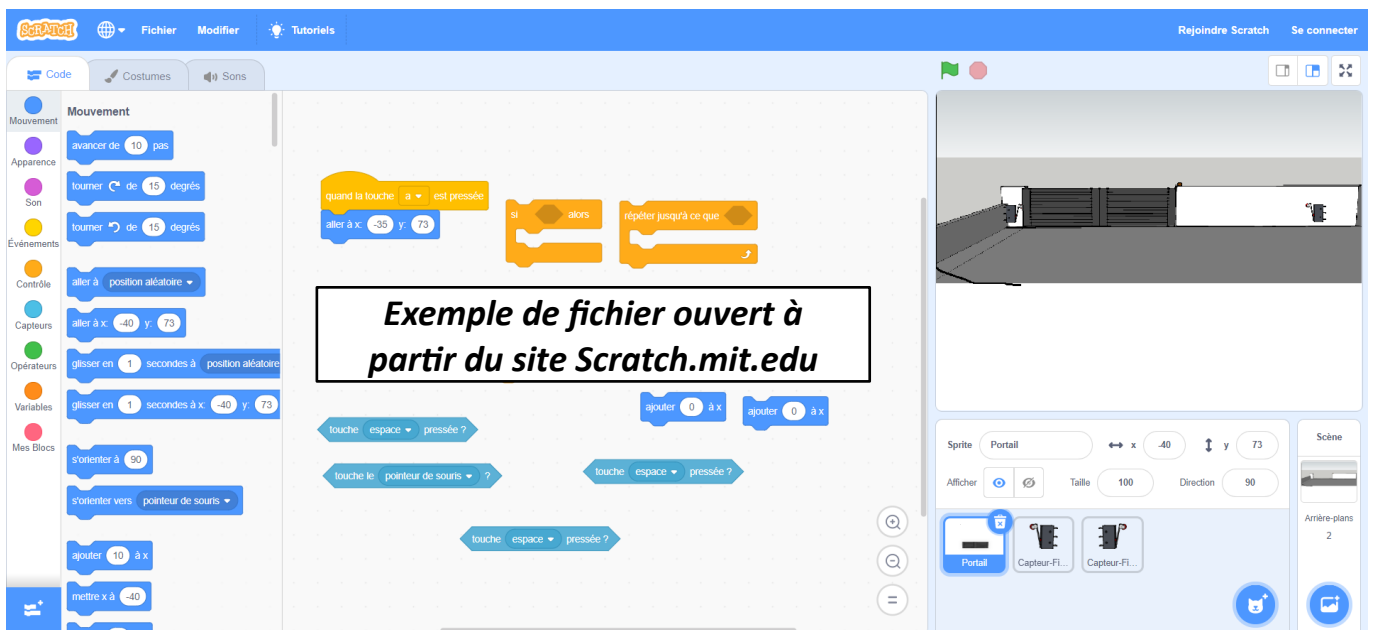 SCRATCH
Fichier
Modifier
Tutoriels
Rejoindre Scratch
Se connecter
Code
Costumes
Sons
Mouvement
Apparence
Son
Événements
Contrôle
Capteurs
Opérateurs
Variables
Mes Blocs
Mouvement
avancer de 10 pas
tourner de 15 degrés
tourner de 15 degrés
aller à position aléatoire
aller à x: -40 y: 73
glisser en 1 secondes à position aléatoire
glisser en 1 secondes à x: -40 y: 73
s'orienter à 90
s'orienter vers pointeur de souris
ajouter 10 à x
mettre x à -40
quand la touche a est pressée
aller à x: -35 y: 73
si alors
répéter jusqu'à ce que
Exemple de fichier ouvert à
partir du site Scratch.mit.edu
ajouter 0 à x
ajouter 0 à x
touche espace pressée ?
touche le pointeur de souris ?
touche espace pressée ?
touche espace pressée ?
Sprite Portail x -40 y 73
Afficher Taille 100 Direction 90
Portail
Capteur-Fi...
Capteur-Fi...
Scène
Arrière-plans
2